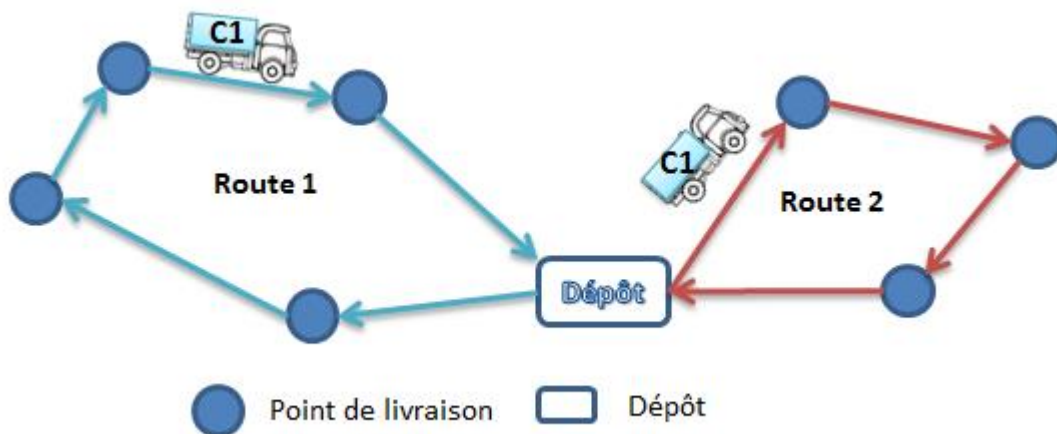 C1
C1
Route 1
Route 2
Dépôt
Point de livraison
Dépôt